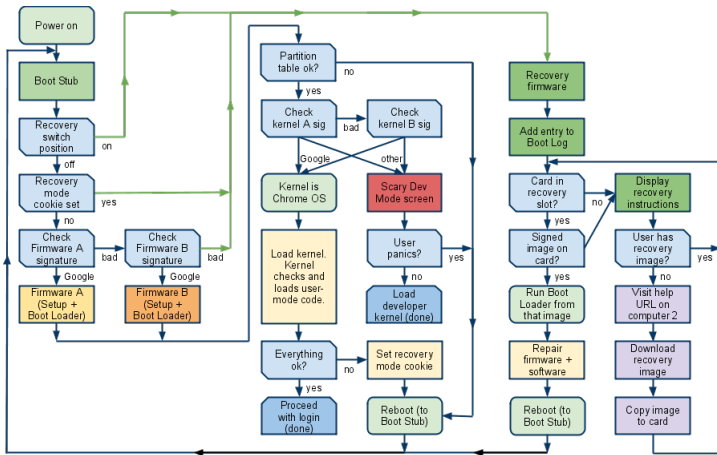 Power on
Boot Stub
Recovery
switch
position
on
off
Recovery
mode
cookie set
yes
no
Check
Firmware A
signature
bad
Check
Firmware B
signature
bad
Google
Google
Firmware A
(Setup +
Boot Loader)
Firmware B
(Setup +
Boot Loader)
Partition
table ok?
no
yes
Check
kernel A sig
bad
Check
kernel B sig
Google
other
Kernel is
Chrome OS
Scary Dev
Mode screen
Load kernel.
Kernel
checks and
loads user-
mode code.
User
panics?
yes
no
Load
developer
kernel (done)
Everything
ok?
no
yes
Set recovery
mode cookie
Proceed
with login
(done)
Reboot (to
Boot Stub)
Recovery
firmware
Add entry to
Boot Log
Card in
recovery
slot?
no
yes
Display
recovery
instructions
Signed
image on
card?
yes
User has
recovery
image?
yes
no
Run Boot
Loader from
that image
Visit help
URL on
computer 2
Repair
firmware +
software
Download
recovery
image
Reboot (to
Boot Stub)
Copy image
to card